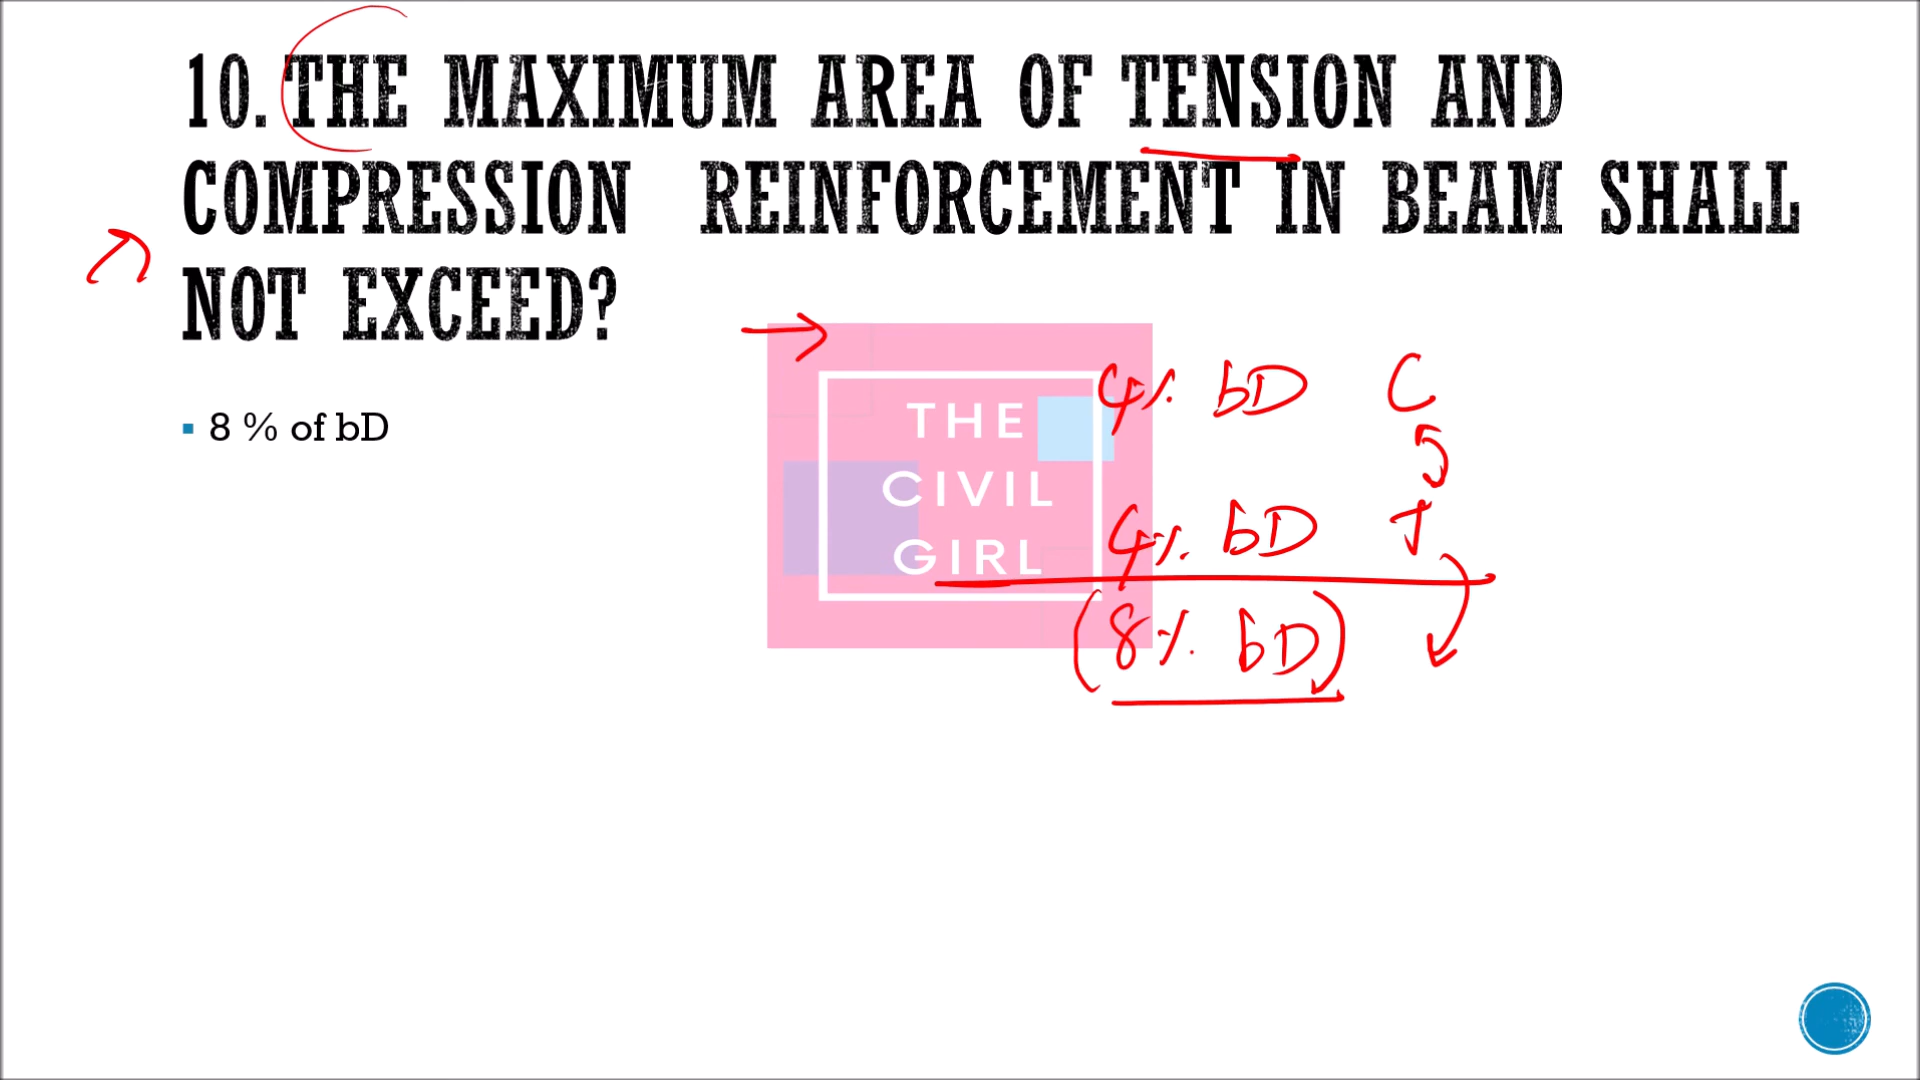 10. THE MAXIMUM AREA OF TENSION AND
COMPRESSION REINFORCEMENT IN BEAM SHALL
NOT EXCEED?
▪ 8 % of bD
THE
CIVIL
GIRL
4% bD C
4% bD T
(8% bD)